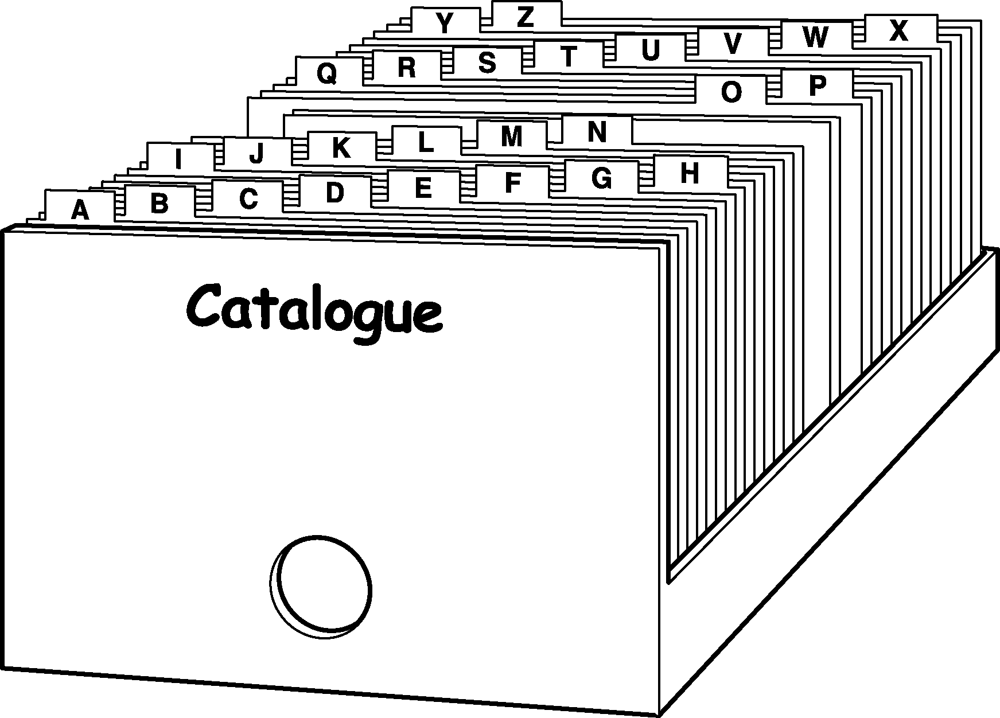 Y Z
Q R S T U V W X
O P
I J K L M N
A B C D E F G H
Catalogue